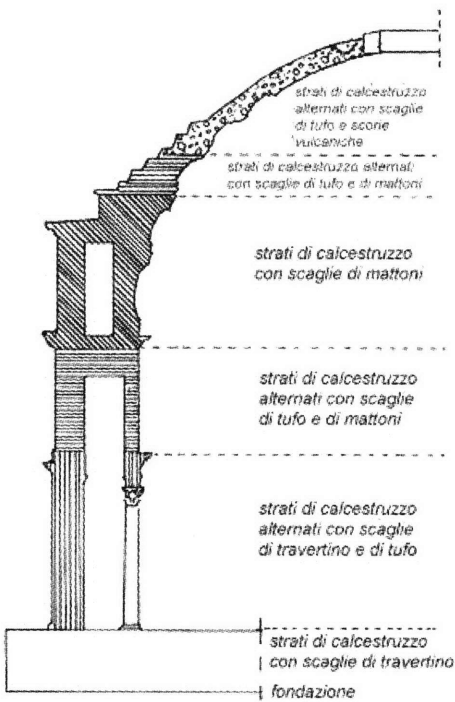 strati di calcestruzzo
alternati con scaglie
di tufo e scorie
vulcaniche
strati di calcestruzzo alternati
con scaglie di tufo e di mattoni
strati di calcestruzzo
con scaglie di mattoni
strati di calcestruzzo
alternati con scaglie
di tufo e di mattoni
strati di calcestruzzo
alternati con scaglie
di travertino e di tufo
strati di calcestruzzo
con scaglie di travertino
fondazione